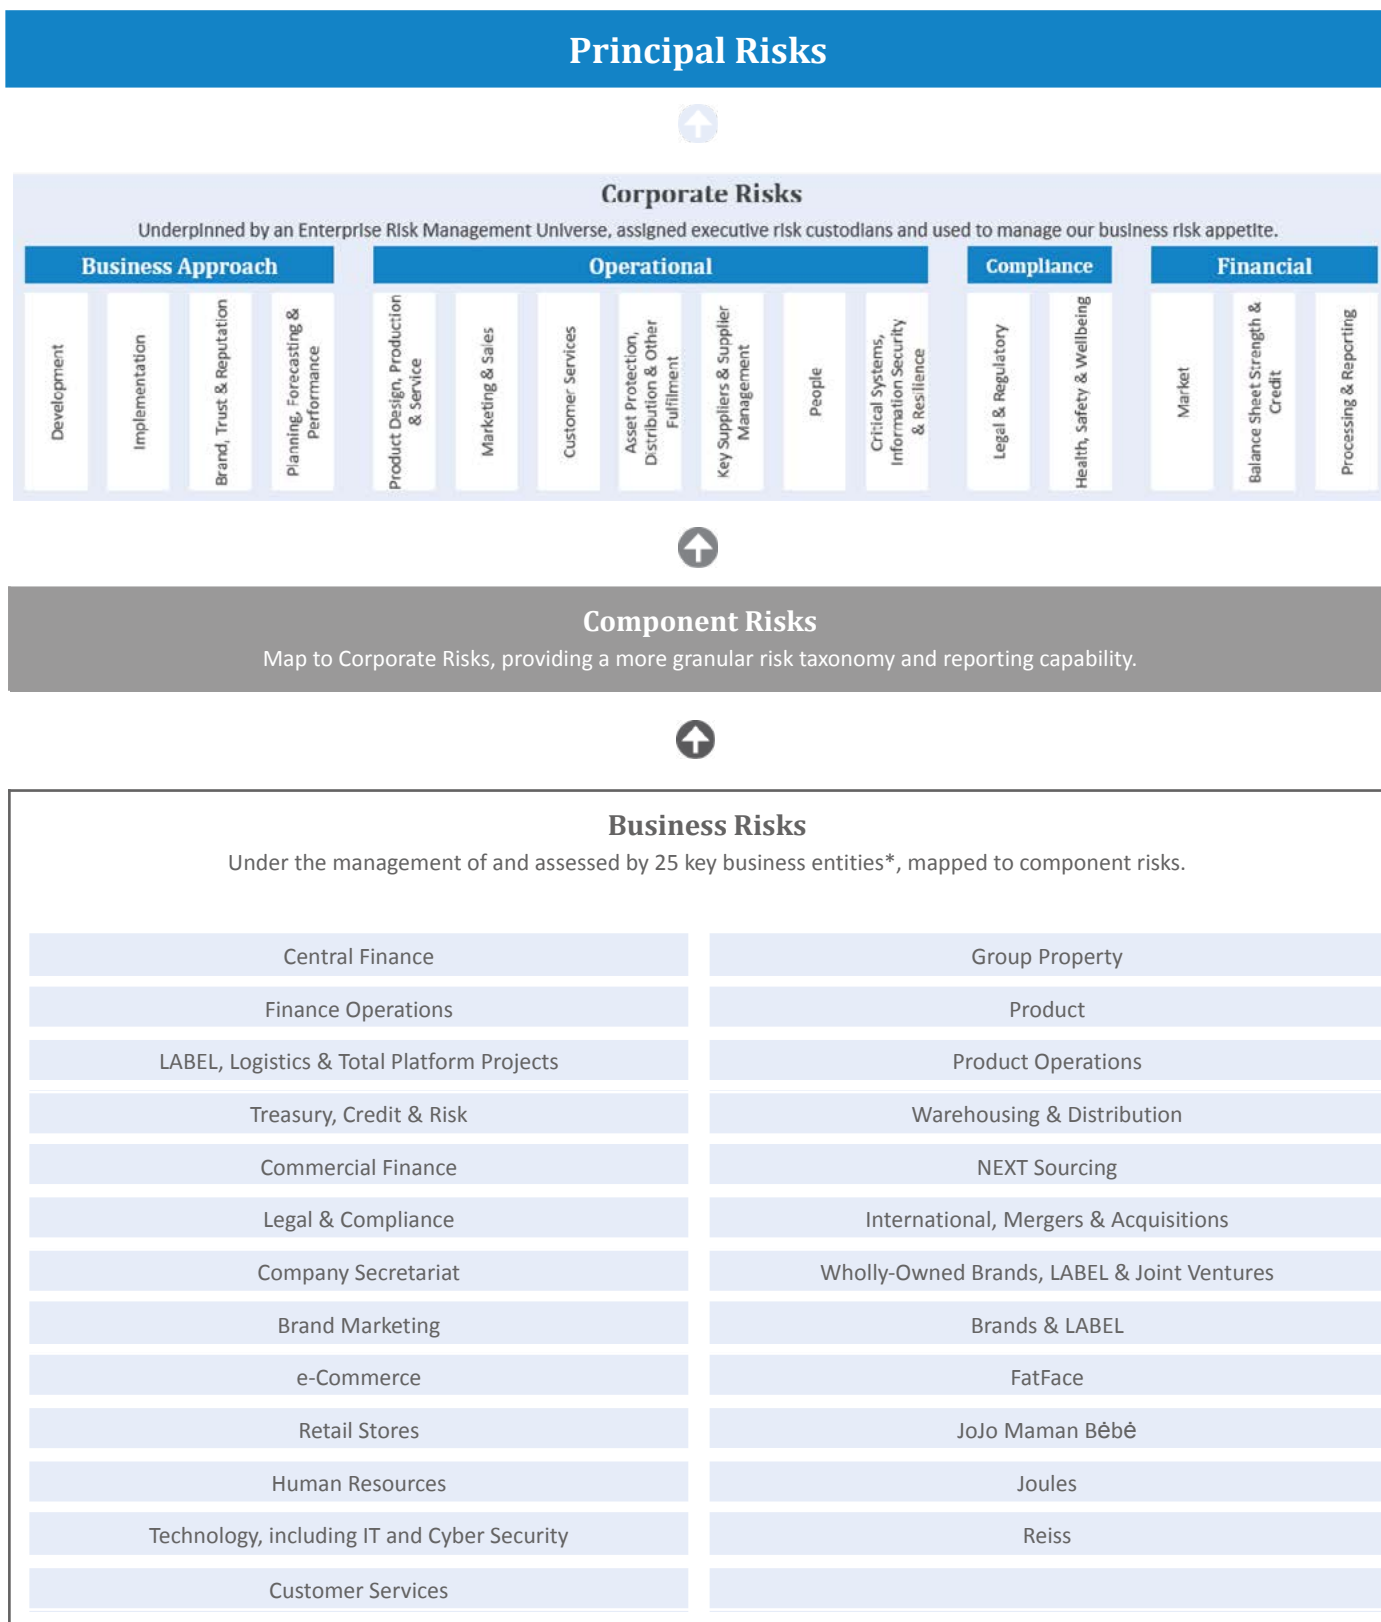 Principal Risks
Corporate Risks
Underpinned by an Enterprise Risk Management Universe, assigned executive risk custodians and used to manage our business risk appetite.
Business Approach
Operational
Compliance
Financial
Development
Implementation
Brand, Trust & Reputation
Planning, Forecasting &
Performance
Product Design, Production
& Service
Marketing & Sales
Customer Services
Asset Protection,
Distribution & Other
Fulfilment
Key Suppliers & Supplier
Management
People
Critical Systems,
Information Security
& Resilience
Legal & Regulatory
Health, Safety & Wellbeing
Market
Balance Sheet Strength &
Credit
Processing & Reporting
Component Risks
Map to Corporate Risks, providing a more granular risk taxonomy and reporting capability.
Business Risks
Under the management of and assessed by 25 key business entities*, mapped to component risks.
Central Finance
Group Property
Finance Operations
Product
LABEL, Logistics & Total Platform Projects
Product Operations
Treasury, Credit & Risk
Warehousing & Distribution
Commercial Finance
NEXT Sourcing
Legal & Compliance
International, Mergers & Acquisitions
Company Secretariat
Wholly-Owned Brands, LABEL & Joint Ventures
Brand Marketing
Brands & LABEL
e-Commerce
FatFace
Retail Stores
JoJo Maman Bėbė
Human Resources
Joules
Technology, including IT and Cyber Security
Reiss
Customer Services